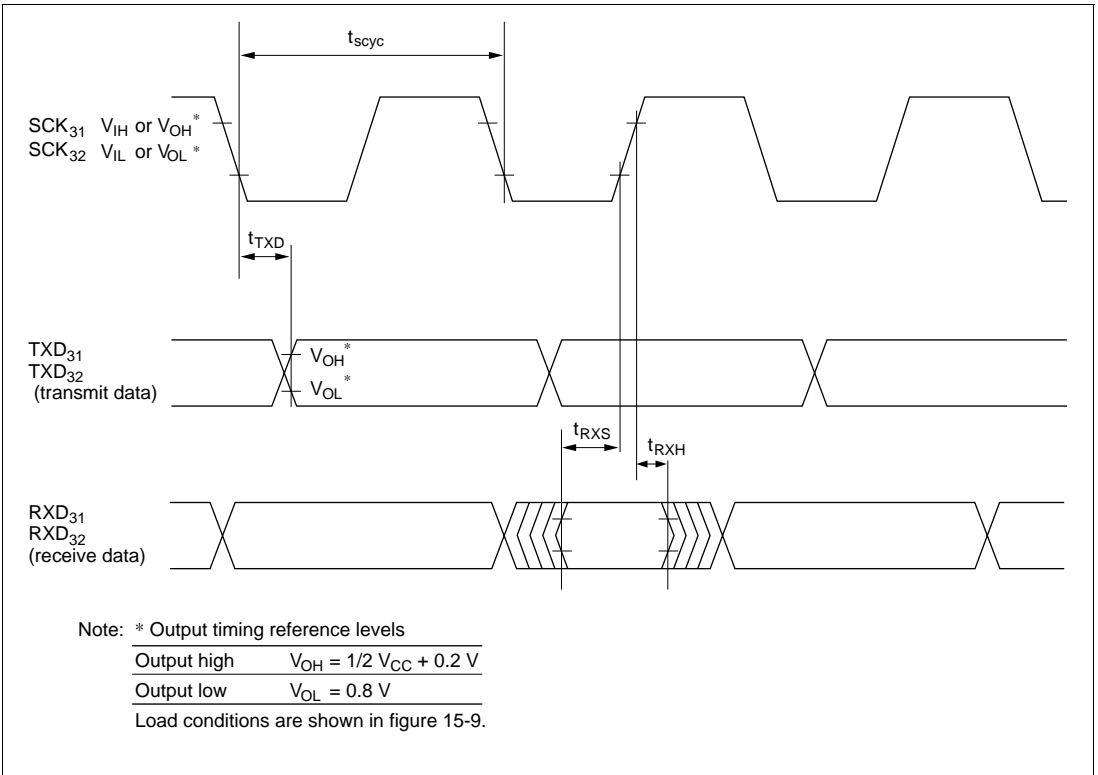 tscyc
SCK31 VIH or VOH*
SCK32 VIL or VOL*
tTXD
TXD31
TXD32
(transmit data)
VOH*
VOL*
tRXS
tRXH
RXD31
RXD32
(receive data)
Note: * Output timing reference levels
Output high VOH = 1/2 VCC + 0.2 V
Output low VOL = 0.8 V
Load conditions are shown in figure 15-9.